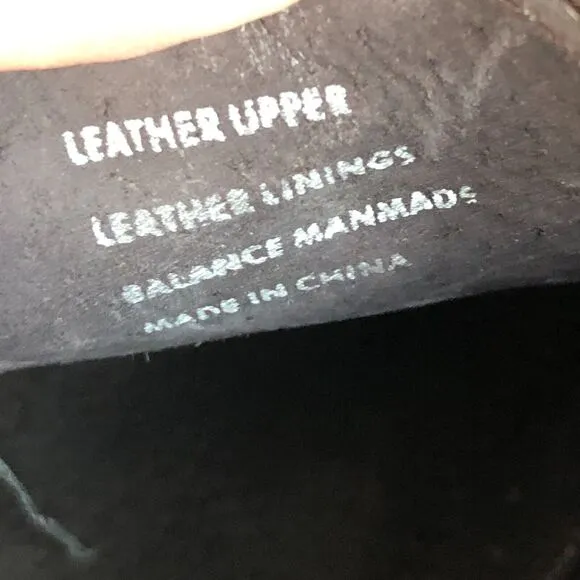 LEATHER UPPER
LEATHER LININGS
BALANCE MANMADE
MADE IN CHINA